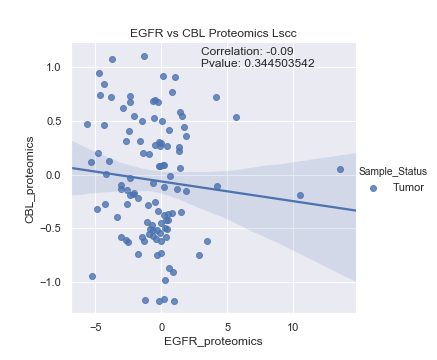 EGFR vs CBL Proteomics Lscc
Correlation: -0.09
Pvalue: 0.344503542
1.0
0.5
0.0
−0.5
−1.0
CBL_proteomics
−5
0
5
10
EGFR_proteomics
Sample_Status
Tumor